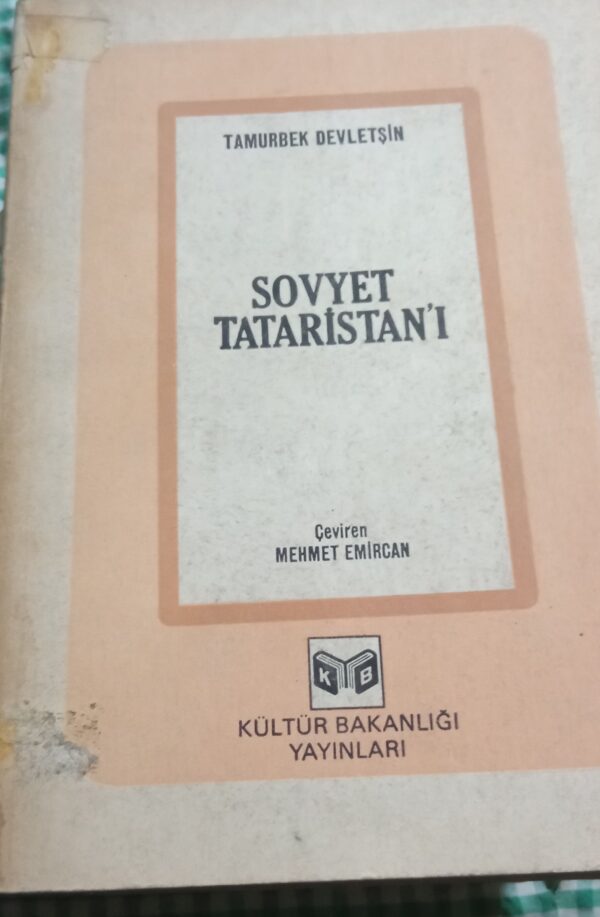 TAMURBEK DEVLETŞİN
SOVYET
TATARİSTAN'I
Çeviren
MEHMET EMİRCAN
K B
KÜLTÜR BAKANLIĞI
YAYINLARI